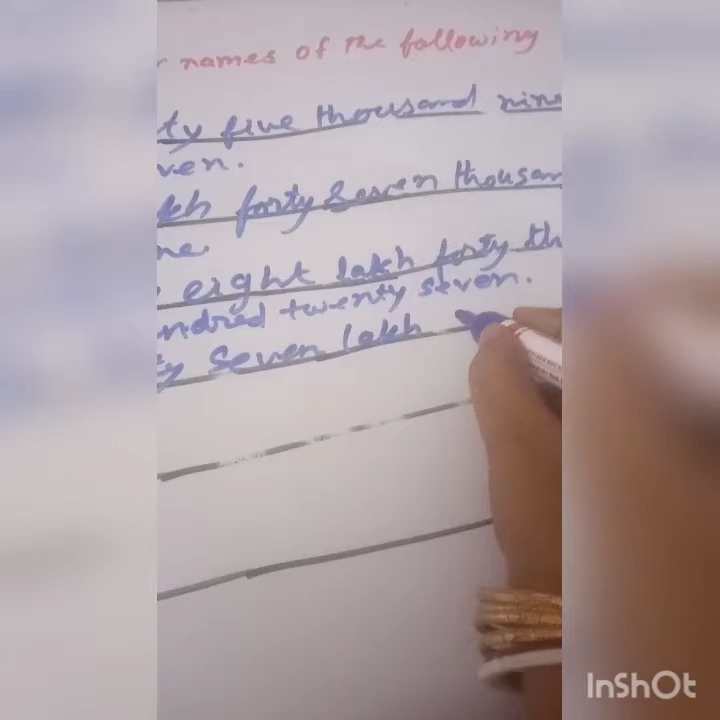 names of the following
ty five thousand nine
ven.
kh forty seven thousan
ne
eight lakh forty th
ndred twenty seven.
ty seven lakh
InShOt